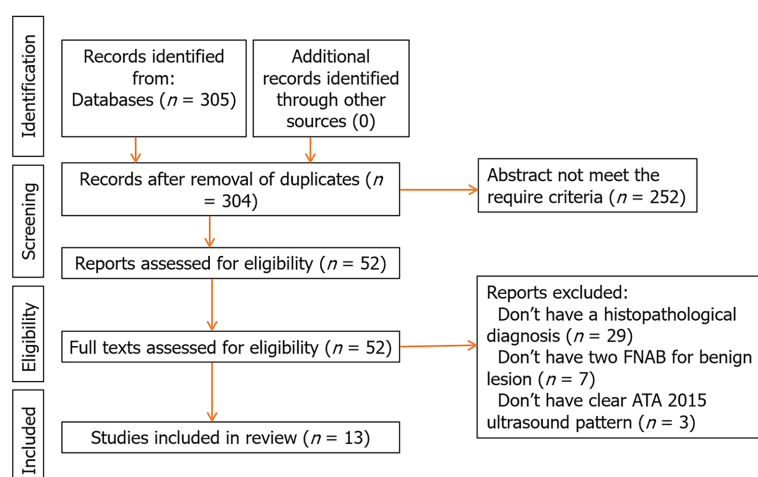 Identification
Records identified
from:
Databases (n = 305)
Additional
records identified
through other
sources (0)
Screening
Records after removal of duplicates (n
= 304)
Abstract not meet the
require criteria (n = 252)
Reports assessed for eligibility (n = 52)
Eligibility
Full texts assessed for eligibility (n = 52)
Reports excluded:
Don't have a histopathological
diagnosis (n = 29)
Don't have two FNAB for benign
lesion (n = 7)
Don't have clear ATA 2015
ultrasound pattern (n = 3)
Included
Studies included in review (n = 13)